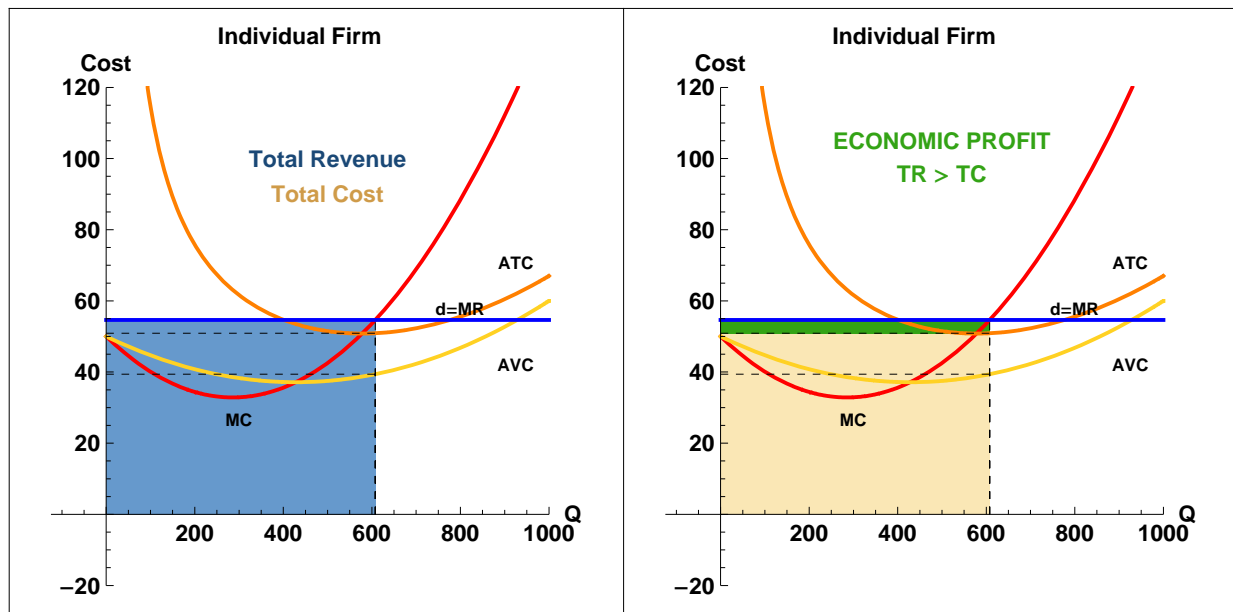 Individual Firm
Cost
120
100
80
60
40
20
−20
Total Revenue
Total Cost
ATC
d=MR
AVC
MC
200
400
600
800
1000
Q
Individual Firm
Cost
120
100
80
60
40
20
−20
ECONOMIC PROFIT
TR > TC
ATC
d=MR
AVC
MC
200
400
600
800
1000
Q